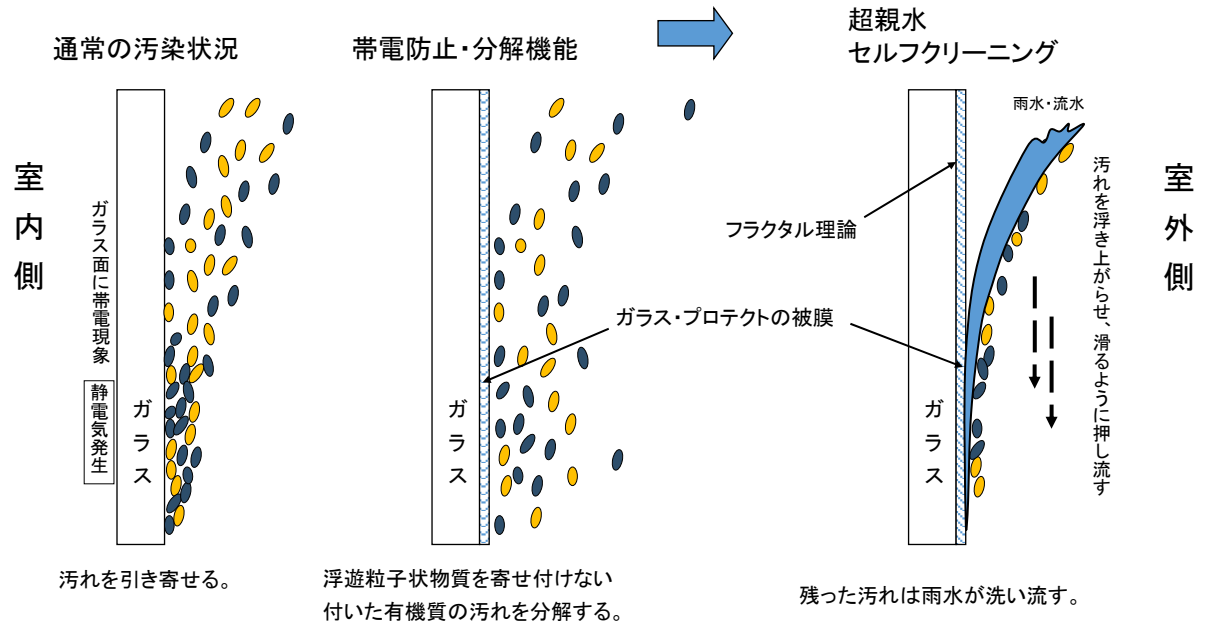 通常の汚染状況
帯電防止・分解機能
超親水
セルフクリーニング
室内側
ガラス面に帯電現象
静電気発生
ガラス
ガラス
フラクタル理論
ガラス・プロテクトの被膜
雨水・流水
ガラス
汚れを浮き上がらせ、滑るように押し流す
室外側
汚れを引き寄せる。
浮遊粒子状物質を寄せ付けない
付いた有機質の汚れを分解する。
残った汚れは雨水が洗い流す。